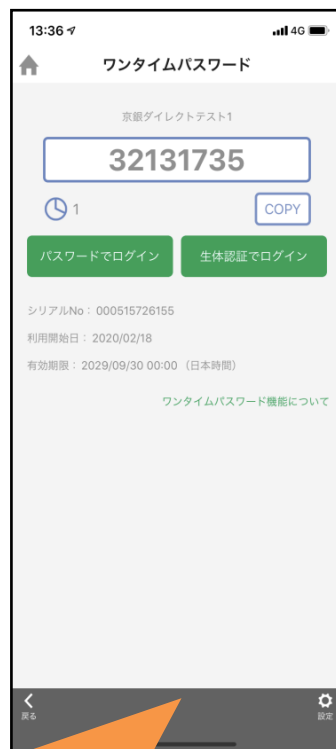 13:36 4G
ワンタイムパスワード
京銀ダイレクトテスト1
32131735
1 COPY
パスワードでログイン 生体認証でログイン
シリアルNo： 000515726155
利用開始日： 2020/02/18
有効期限： 2029/09/30 00:00 （日本時間）
ワンタイムパスワード機能について
戻る 設定